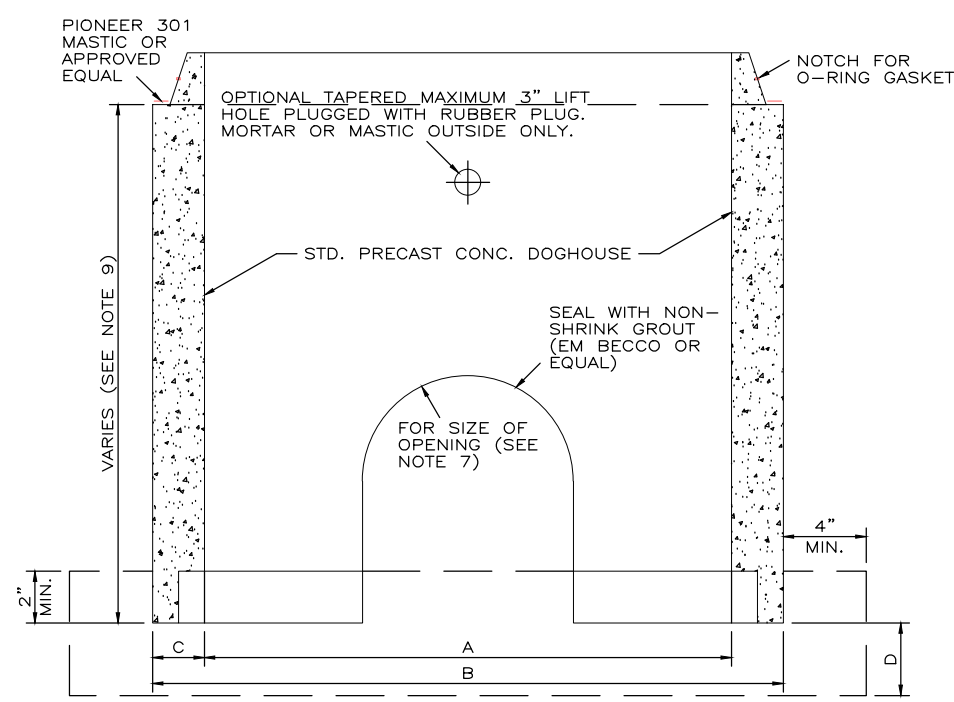 PIONEER 301
MASTIC OR
APPROVED
EQUAL
NOTCH FOR
O-RING GASKET
OPTIONAL TAPERED MAXIMUM 3" LIFT
HOLE PLUGGED WITH RUBBER PLUG.
MORTAR OR MASTIC OUTSIDE ONLY.
STD. PRECAST CONC. DOGHOUSE
VARIES (SEE NOTE 9)
SEAL WITH NON-
SHRINK GROUT
(EM BECCO OR
EQUAL)
FOR SIZE OF
OPENING (SEE
NOTE 7)
4"
MIN.
2"
MIN.
C
A
B
D